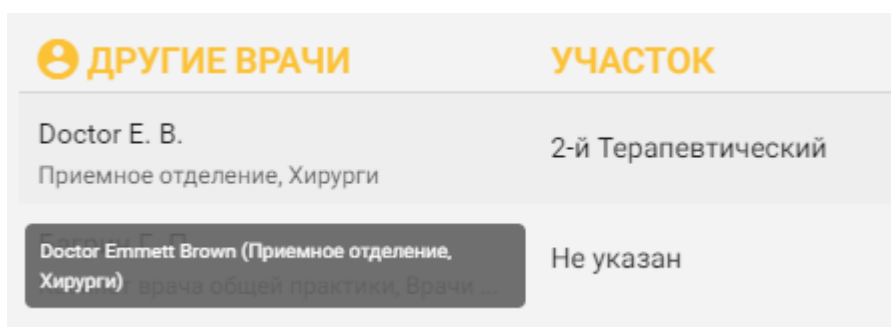 ДРУГИЕ ВРАЧИ УЧАСТОК
Doctor E. B. 2-й Терапевтический
Приемное отделение, Хирурги
Doctor Emmett Brown (Приемное отделение, Не указан
Хирурги) врача общей практики, Врачи ...